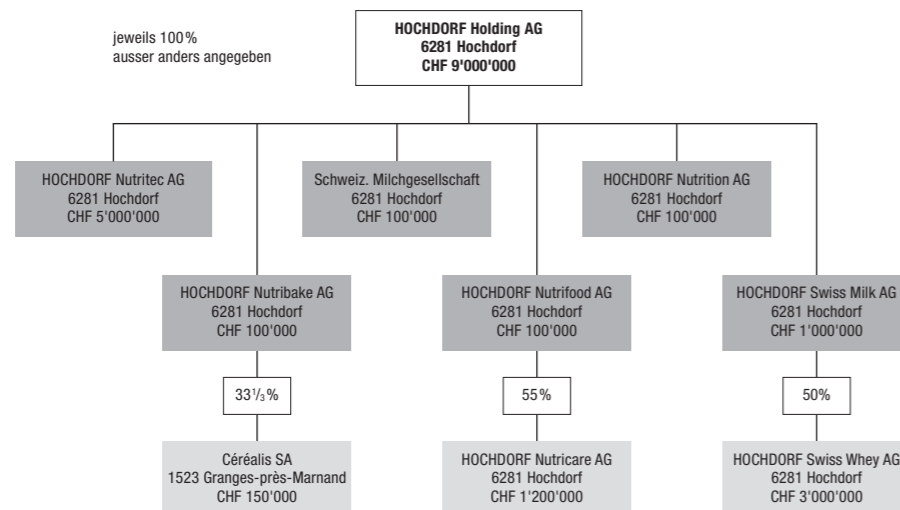 jeweils 100%
ausser anders angegeben
HOCHDORF Holding AG
6281 Hochdorf
CHF 9'000'000
HOCHDORF Nutritec AG
6281 Hochdorf
CHF 5'000'000
Schweiz. Milchgesellschaft
6281 Hochdorf
CHF 100'000
HOCHDORF Nutrition AG
6281 Hochdorf
CHF 100'000
HOCHDORF Nutribake AG
6281 Hochdorf
CHF 100'000
HOCHDORF Nutrifood AG
6281 Hochdorf
CHF 100'000
HOCHDORF Swiss Milk AG
6281 Hochdorf
CHF 1'000'000
33 1/3%
55%
50%
Céréalis SA
1523 Granges-près-Marnand
CHF 150'000
HOCHDORF Nutricare AG
6281 Hochdorf
CHF 1'200'000
HOCHDORF Swiss Whey AG
6281 Hochdorf
CHF 3'000'000